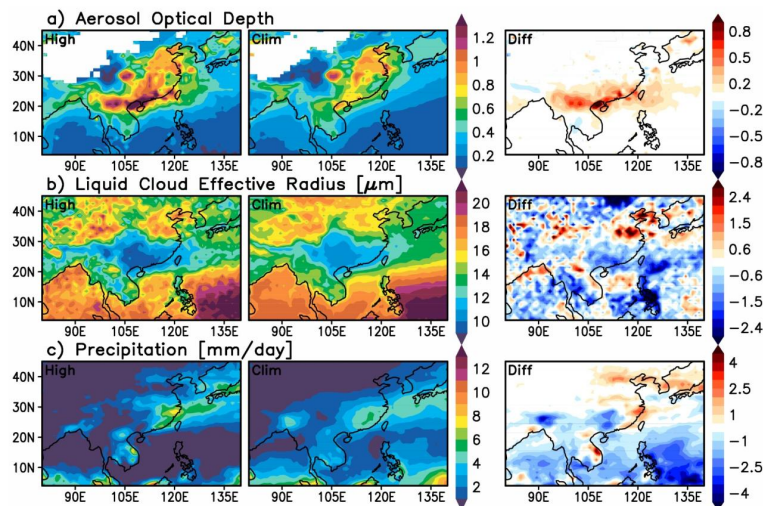 a) Aerosol Optical Depth
High Clim Diff
40N
30N
20N
10N
90E 105E 120E 135E 90E 105E 120E 135E 90E 105E 120E 135E
1.2
1
0.8
0.6
0.4
0.2
0.8
0.5
0.2
−0.2
−0.5
−0.8
b) Liquid Cloud Effective Radius [μm]
High Clim Diff
40N
30N
20N
10N
90E 105E 120E 135E 90E 105E 120E 135E 90E 105E 120E 135E
20
18
16
14
12
10
2.4
1.5
0.6
−0.6
−1.5
−2.4
c) Precipitation [mm/day]
High Clim Diff
40N
30N
20N
10N
90E 105E 120E 135E 90E 105E 120E 135E 90E 105E 120E 135E
12
10
8
6
4
2
4
2.5
1
−1
−2.5
−4